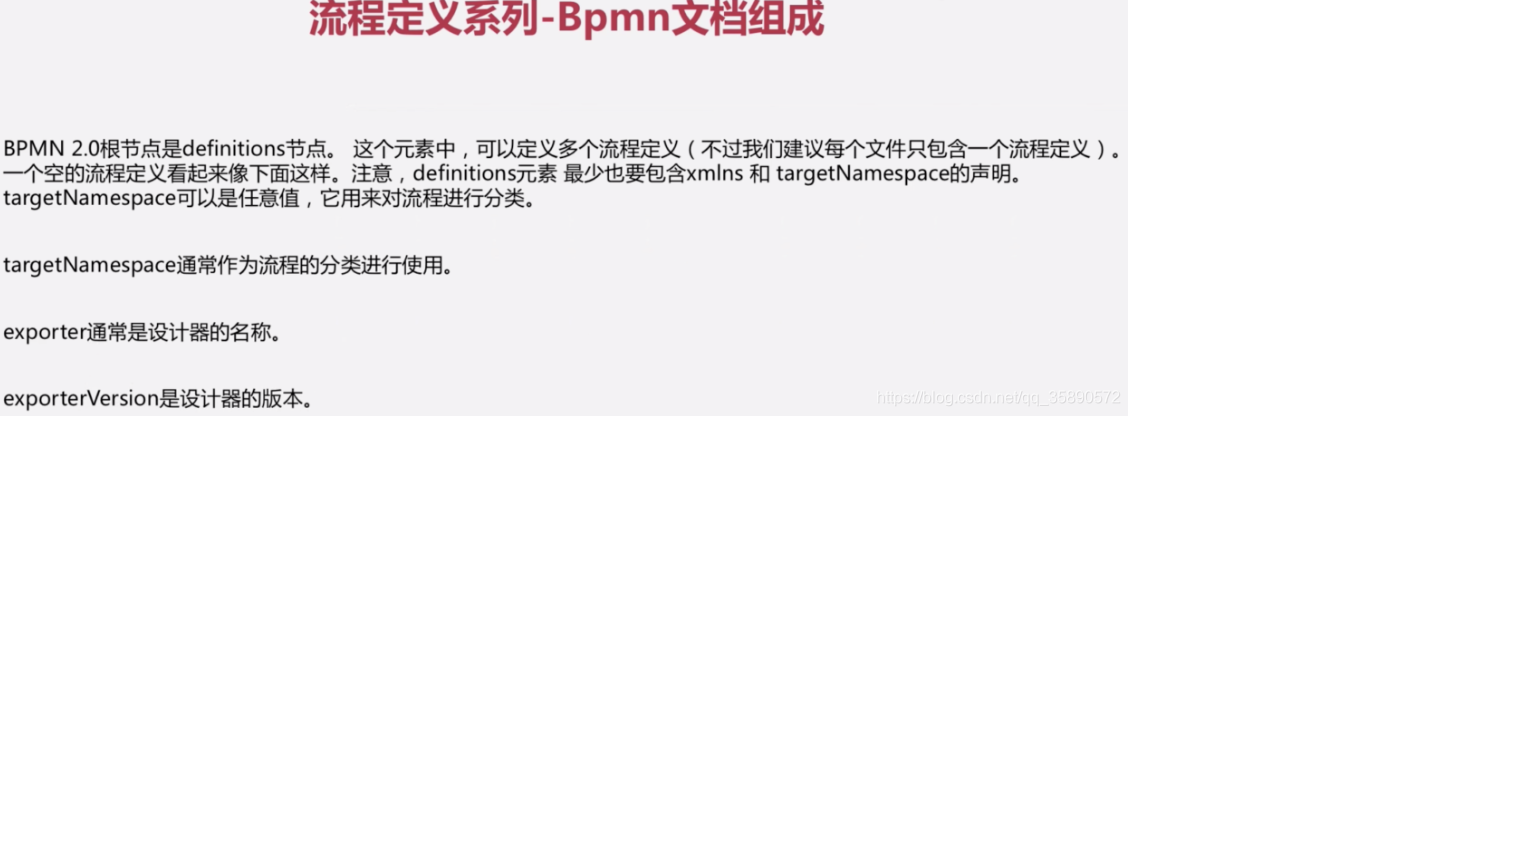 流程定义系列-Bpmn文档组成
BPMN 2.0根节点是definitions节点。 这个元素中，可以定义多个流程定义（不过我们建议每个文件只包含一个流程定义）。
一个空的流程定义看起来像下面这样。注意，definitions元素 最少也要包含xmlns 和 targetNamespace的声明。
targetNamespace可以是任意值，它用来对流程进行分类。
targetNamespace通常作为流程的分类进行使用。
exporter通常是设计器的名称。
exporterVersion是设计器的版本。
https://blog.csdn.net/qq_35890572